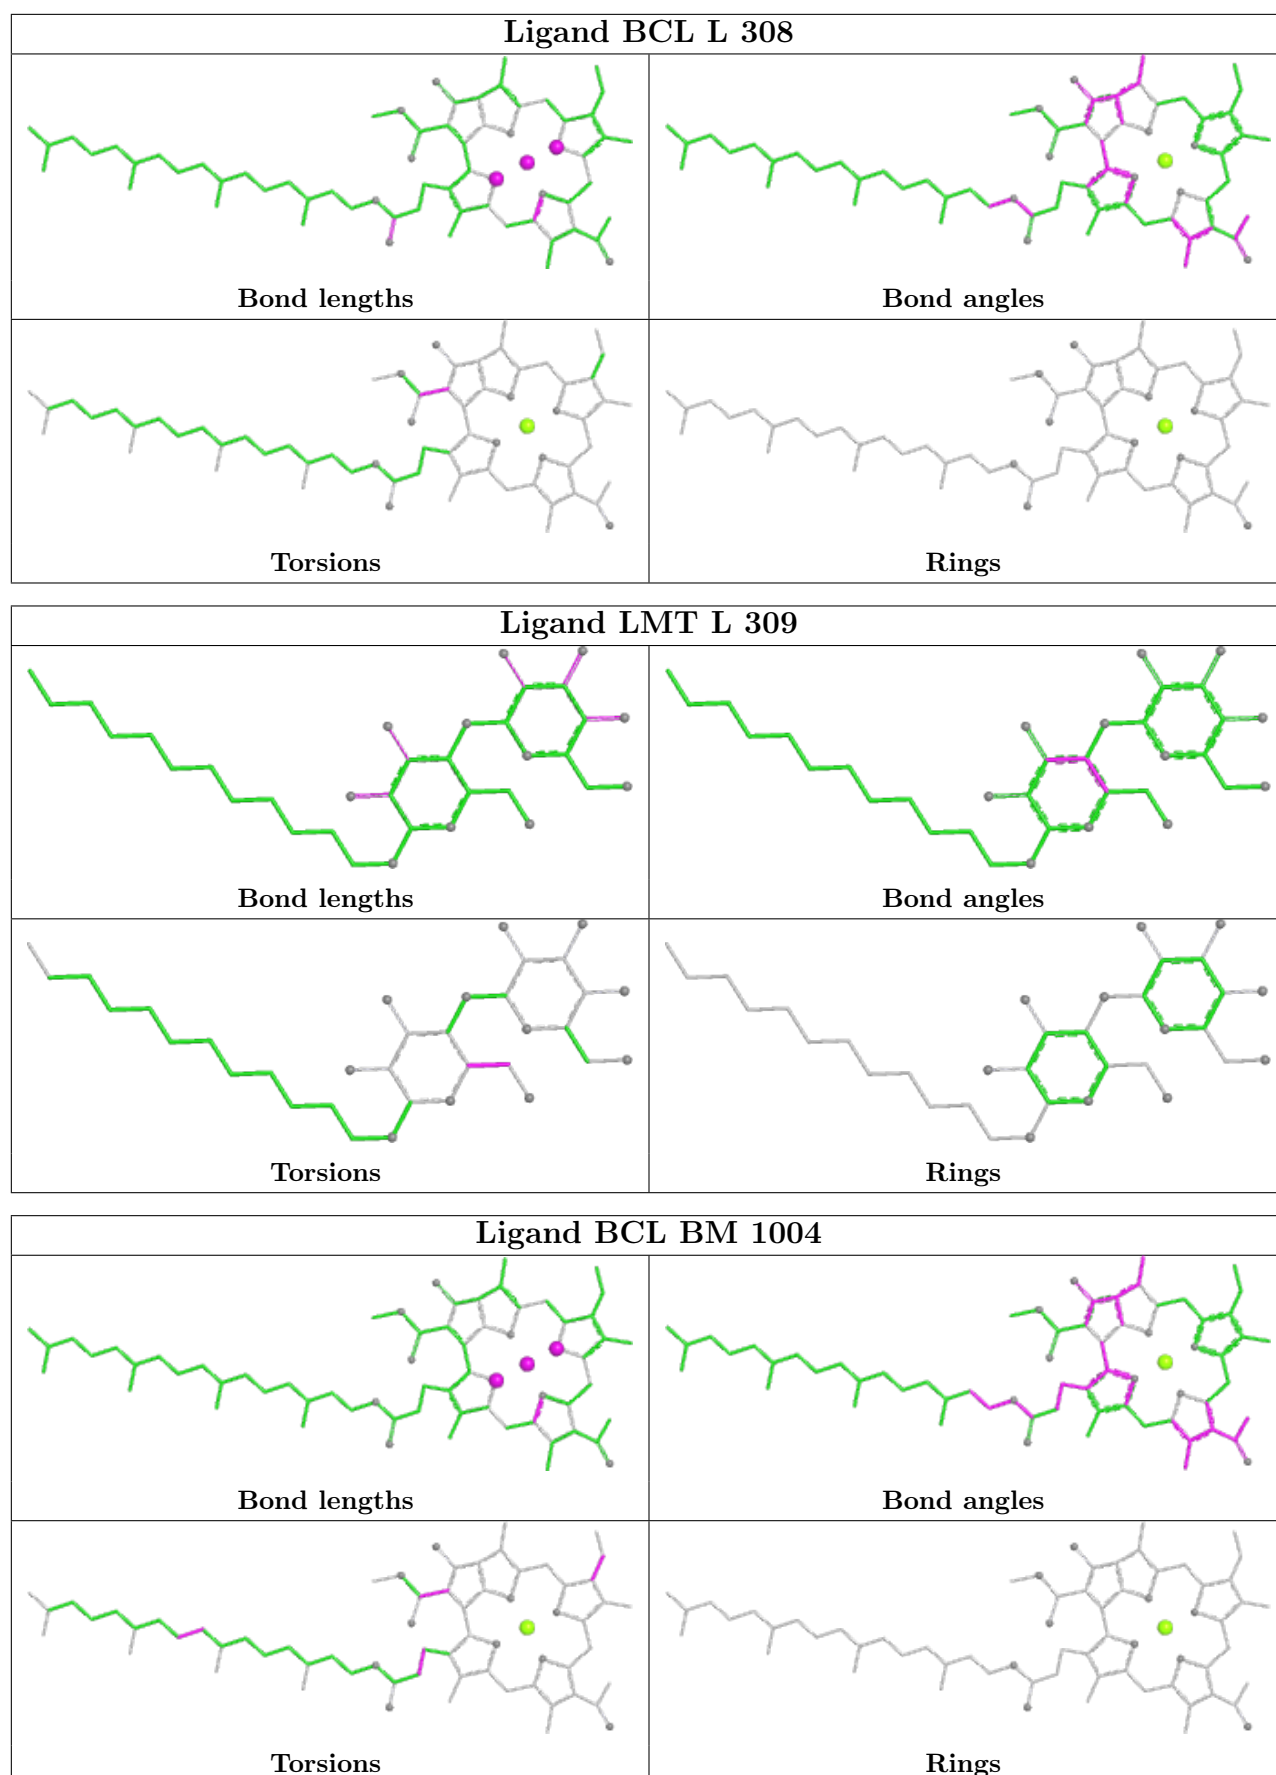 Ligand BCL L 308
Bond lengths
Bond angles
Torsions
Rings
Ligand LMT L 309
Bond lengths
Bond angles
Torsions
Rings
Ligand BCL BM 1004
Bond lengths
Bond angles
Torsions
Rings